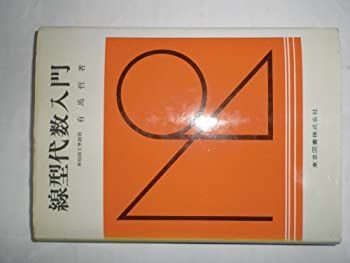 線型代数入門
有馬哲著
東京図書株式会社